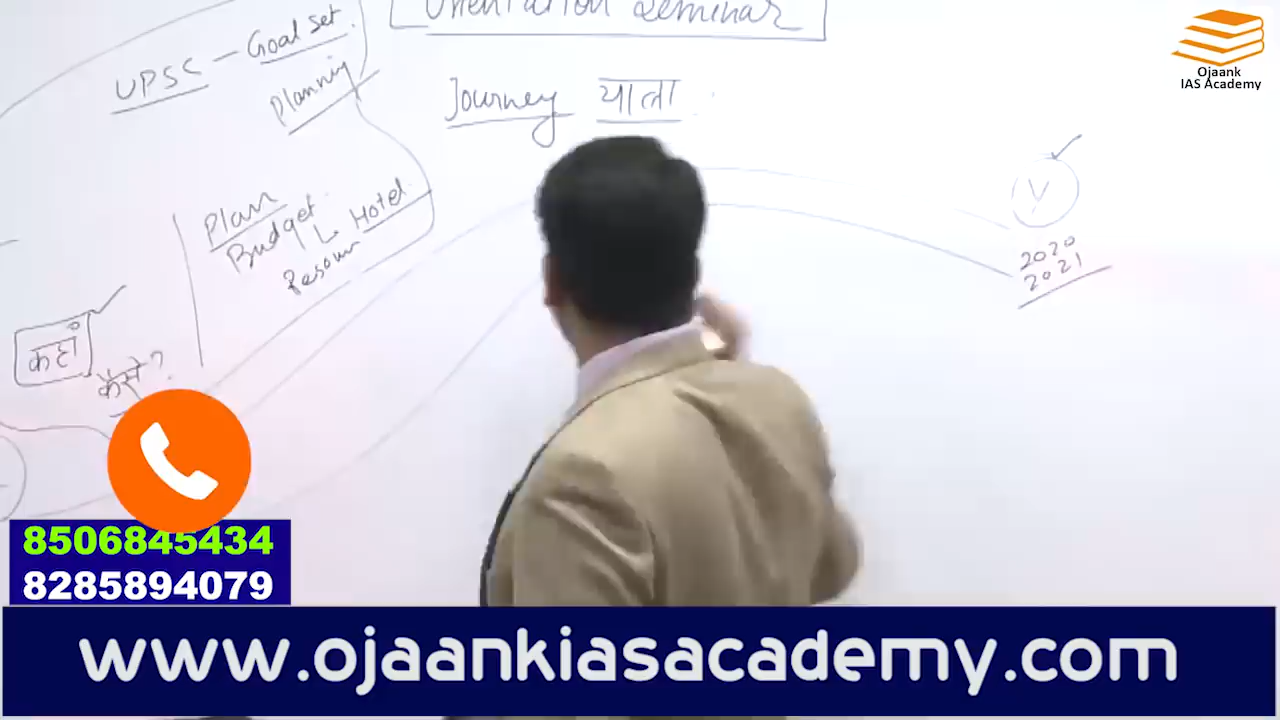 Orientation Seminar
UPSC - Goal set.
Planning
Journey यात्रा
Plan
Budget.
Hotel.
कहाँ
कैसे ?
Y
2020
2021
Ojaank
IAS Academy
8506845434
8285894079
www.ojaankiasacademy.com